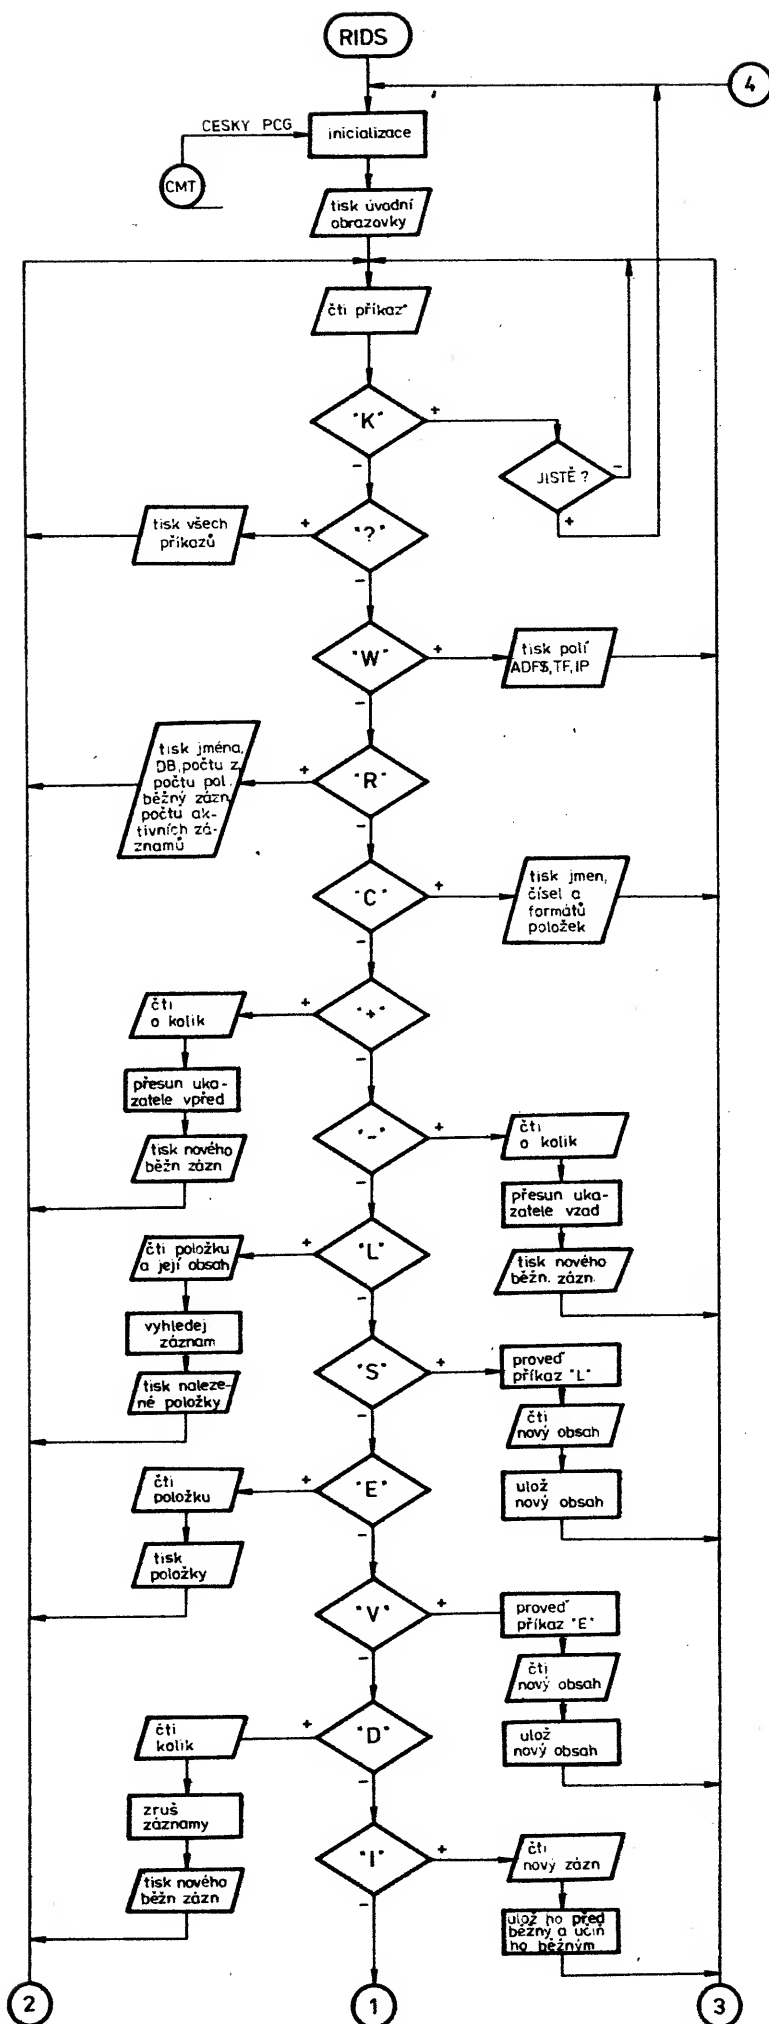 RIDS
4
CESKY PCG
inicializace
CMT
tisk úvodní
obrazovky
čti příkaz
"K"
+
-
JISTĚ ?
-
+
tisk všech
příkazů
+
"?"
-
"W"
+
-
tisk polí
ADF$,TF,IP
tisk jména,
DB,počtu z
počtu pol.
běžný zázn
počtu ak-
tivních zá-
znamů
+
"R"
-
"C"
+
-
tisk jmen,
čísel a
formátů
položek
čti
o kolik
+
"+"
-
přesun uka-
zatele vpřed
tisk nového
běžn zázn
"-"
+
-
čti
o kolik
přesun uka-
zatele vzad
tisk nového
běžn. zázn.
čti položku
a její obsah
+
"L"
-
vyhledej
záznam
tisk naleze-
né položky
"S"
+
-
proveď
příkaz "L"
čti
nový obsah
ulož
nový obsah
čti
položku
+
"E"
-
tisk
položky
"V"
+
-
proveď
příkaz "E"
čti
nový obsah
ulož
nový obsah
čti
kolik
+
"D"
-
zruš
záznamy
tisk nového
běžn zázn
"I"
+
-
čti
nový zázn
ulož ho před
běžný a učiň
ho běžným
2
1
3